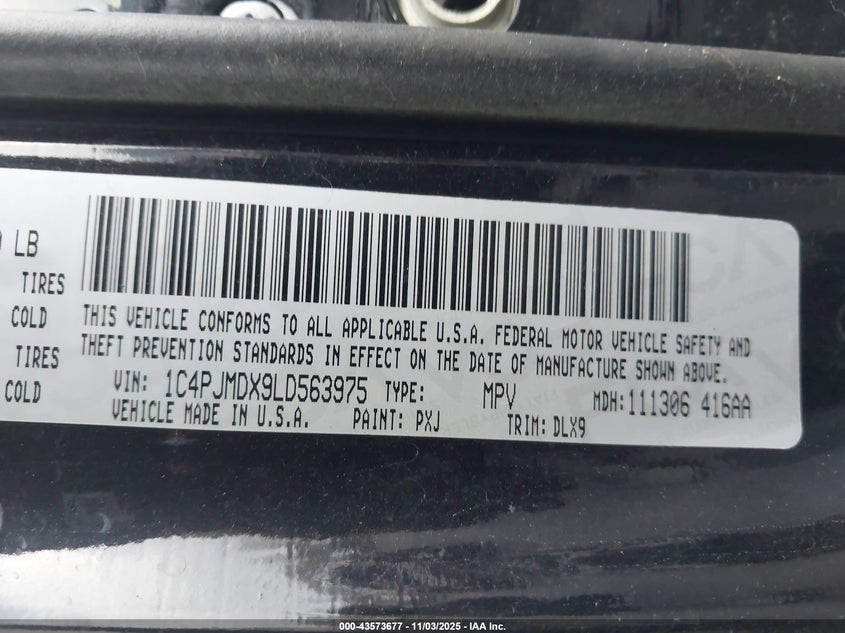 LB
TIRES
COLD
TIRES
COLD
THIS VEHICLE CONFORMS TO ALL APPLICABLE U.S.A. FEDERAL MOTOR VEHICLE SAFETY AND
THEFT PREVENTION STANDARDS IN EFFECT ON THE DATE OF MANUFACTURE SHOWN ABOVE.
VIN: 1C4PJMDX9LD563975 TYPE: MPV MDH:111306 416AA
VEHICLE MADE IN U.S.A. PAINT: PXJ TRIM: DLX9
000-43573677 - 11/03/2025 - IAA Inc.